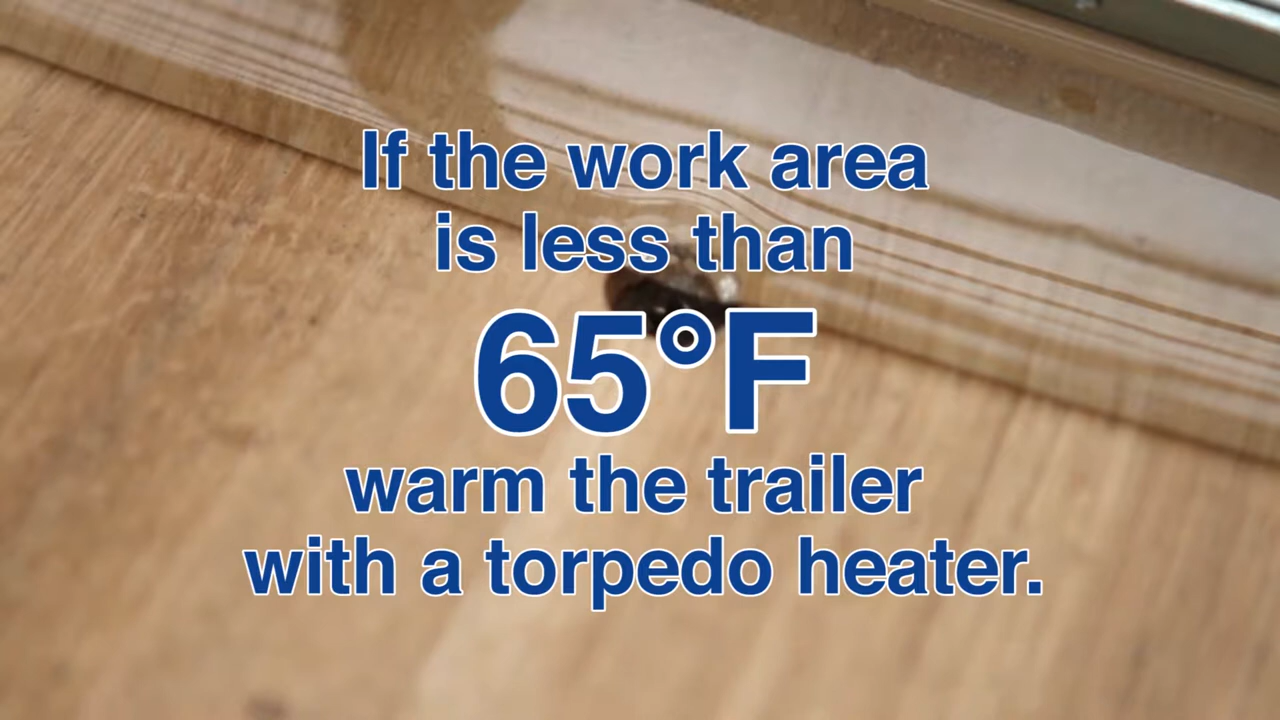 If the work area
is less than
65°F
warm the trailer
with a torpedo heater.